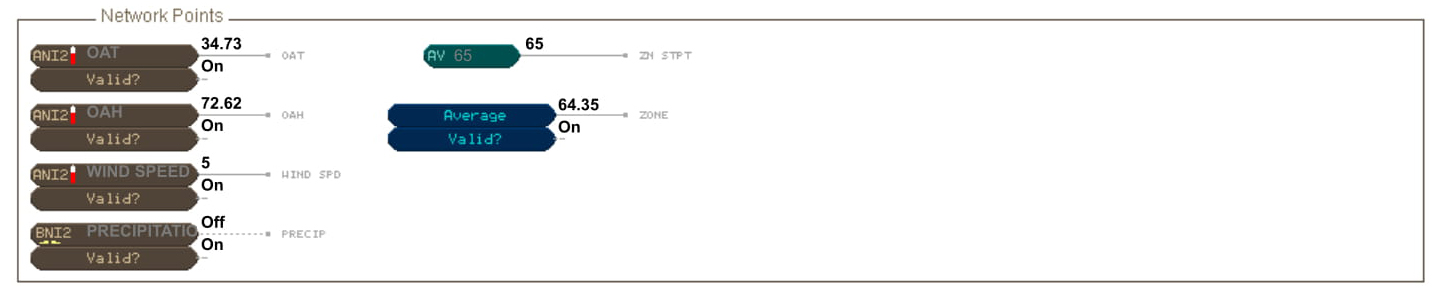 Network Points
ANI2 OAT 34.73 OAT
Valid? On
AV 65 65 ZN STPT
ANI2 OAH 72.62 OAH
Valid? On
Average 64.35 ZONE
Valid? On
ANI2 WIND SPEED 5 WIND SPD
Valid? On
BNI2 PRECIPITATIO Off PRECIP
Valid? On